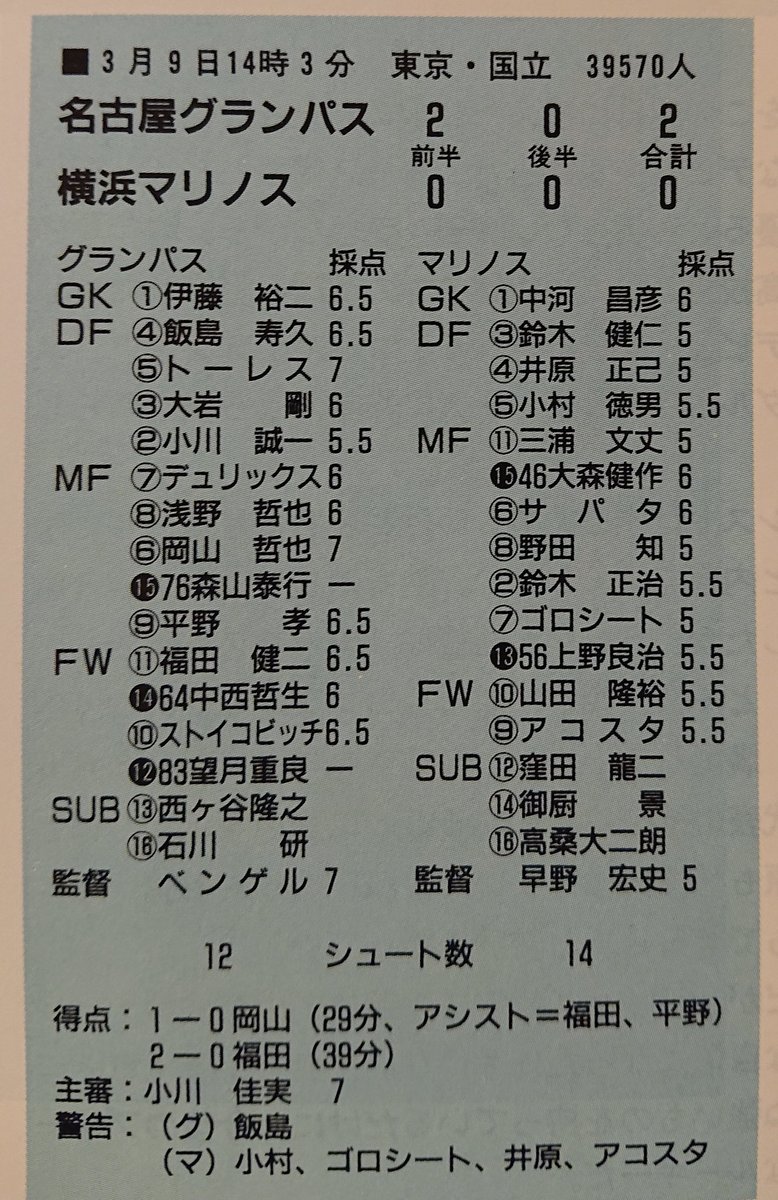 ■3月9日14時3分　東京・国立　39570人
名古屋グランパス　2　0　2
前半　後半　合計
横浜マリノス　0　0　0
グランパス　採点
GK ①伊藤　裕二 6.5
DF ④飯島　寿久 6.5
⑤トーレス 7
③大岩　剛 6
②小川　誠一 5.5
MF ⑦デュリックス 6
⑧浅野　哲也 6
⑥岡山　哲也 7
⓯76森山泰行 ー
⑨平野　孝 6.5
FW ⑪福田　健二 6.5
⓮64中西哲生 6
⑩ストイコビッチ 6.5
⓬83望月重良 ー
SUB ⑬西ヶ谷隆之
⑯石川　研
監督　ベンゲル 7
マリノス　採点
GK ①中河　昌彦 6
DF ③鈴木　健仁 5
④井原　正己 5
⑤小村　徳男 5.5
MF ⑪三浦　文丈 5
⓯46大森健作 6
⑥サパタ 6
⑧野田　知 5
②鈴木　正治 5.5
⑦ゴロシート 5
⓭56上野良治 5.5
FW ⑩山田　隆裕 5.5
⑨アコスタ 5.5
SUB ⑫窪田　龍二
⑭御厨　景
⑯高桑大二朗
監督　早野　宏史 5
12　シュート数　14
得点：1－0岡山（29分、アシスト＝福田、平野）
2－0福田（39分）
主審：小川　佳実　7
警告：（グ）飯島
（マ）小村、ゴロシート、井原、アコスタ